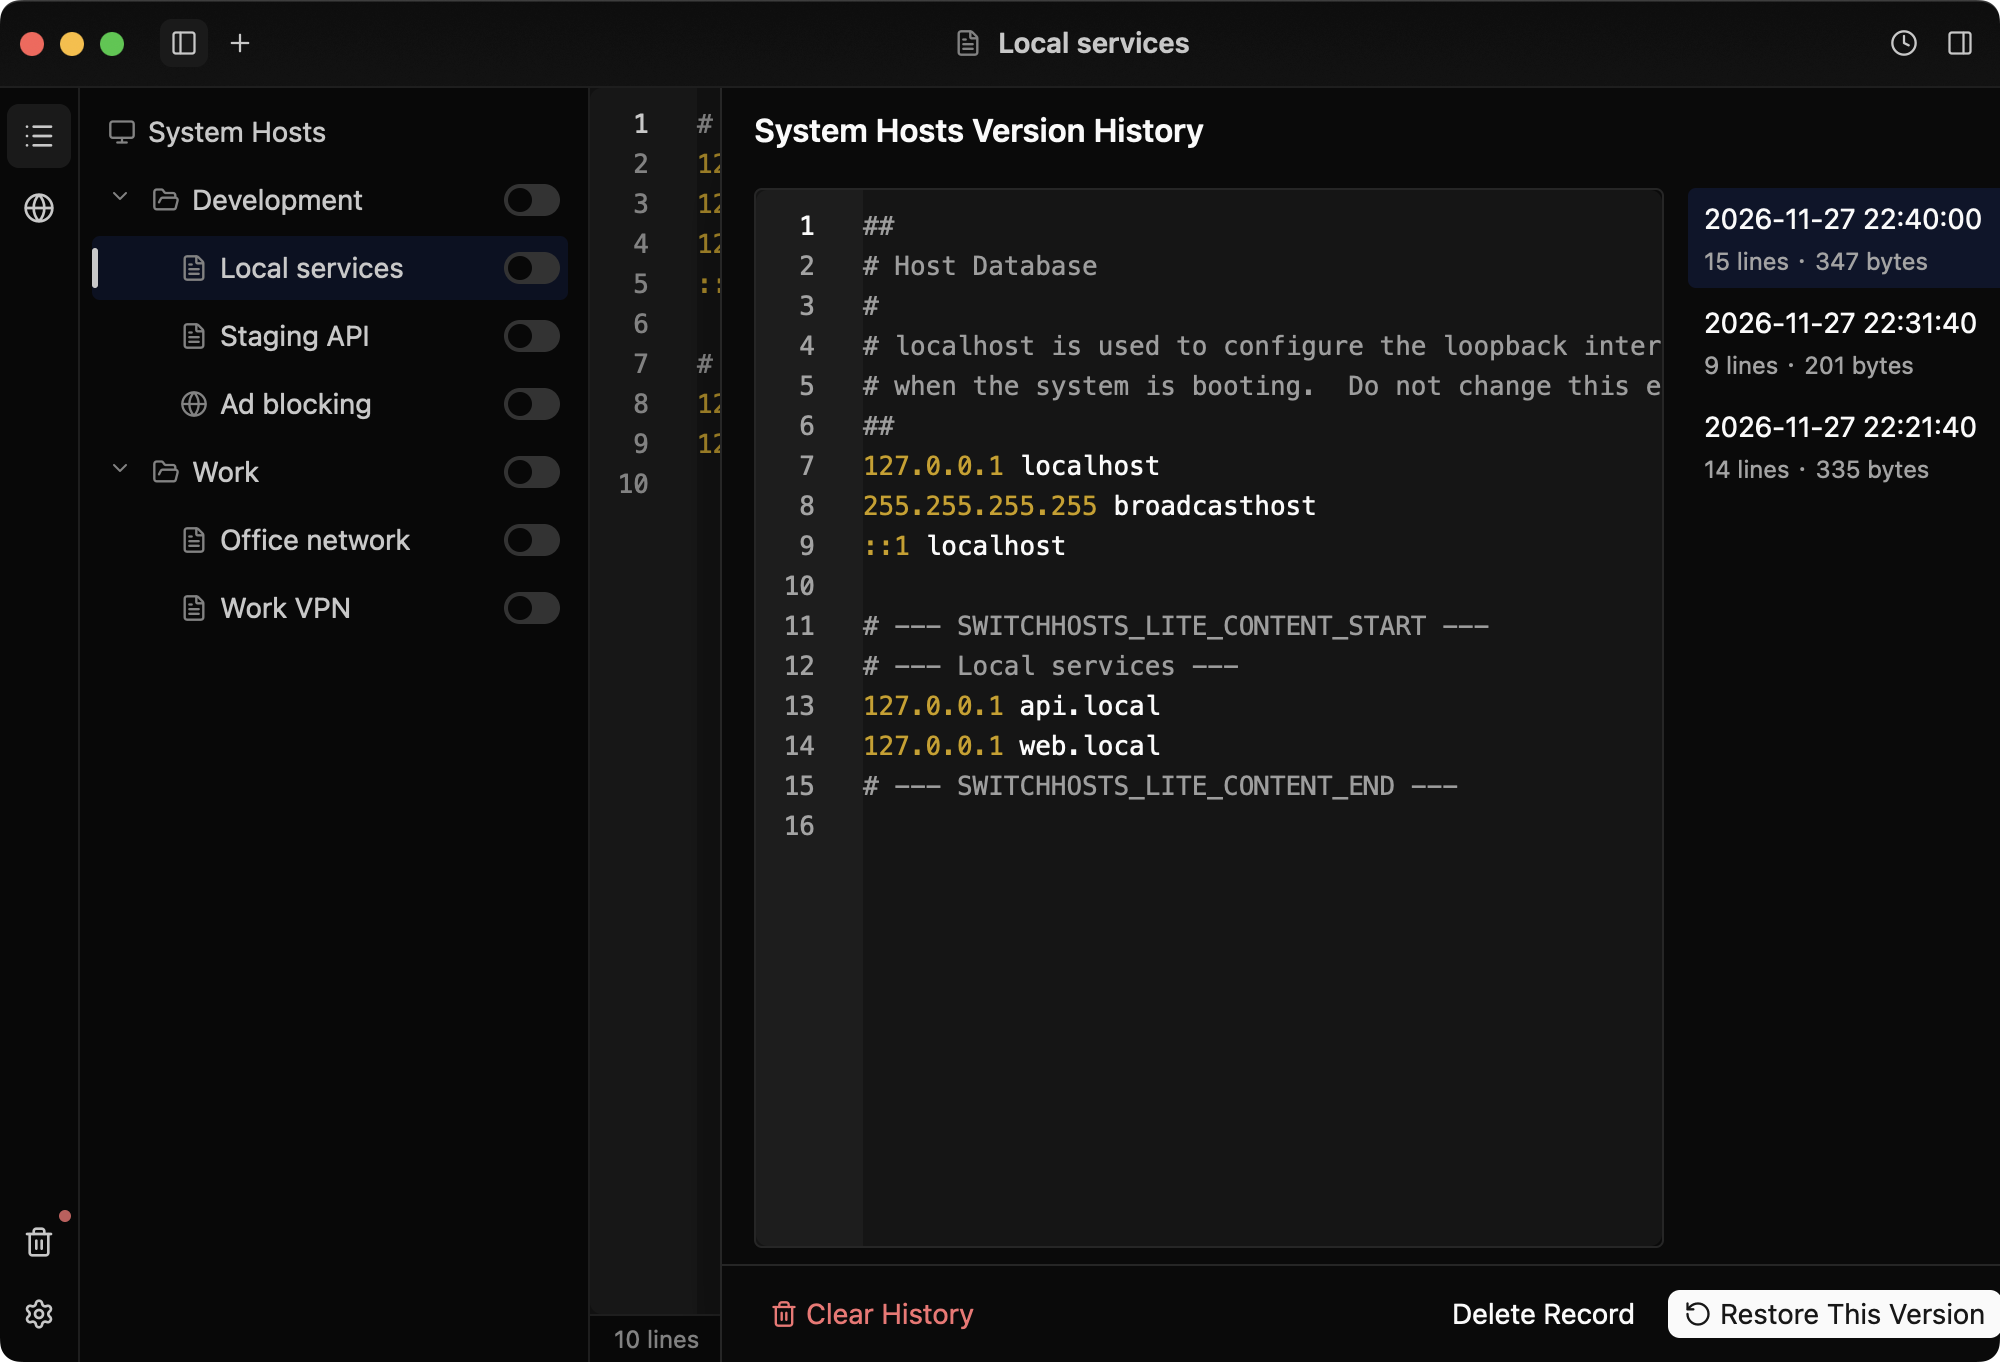 Local services
System Hosts
Development
Local services
Staging API
Ad blocking
Work
Office network
Work VPN
1 #
2 12
3 12
4 12
5 ::
6
7 #
8 12
9 12
10
10 lines
System Hosts Version History
1 ##
2 # Host Database
3 #
4 # localhost is used to configure the loopback inter
5 # when the system is booting.  Do not change this e
6 ##
7 127.0.0.1 localhost
8 255.255.255.255 broadcasthost
9 ::1 localhost
10
11 # --- SWITCHHOSTS_LITE_CONTENT_START ---
12 # --- Local services ---
13 127.0.0.1 api.local
14 127.0.0.1 web.local
15 # --- SWITCHHOSTS_LITE_CONTENT_END ---
16
2026-11-27 22:40:00
15 lines · 347 bytes
2026-11-27 22:31:40
9 lines · 201 bytes
2026-11-27 22:21:40
14 lines · 335 bytes
Clear History
Delete Record
Restore This Version